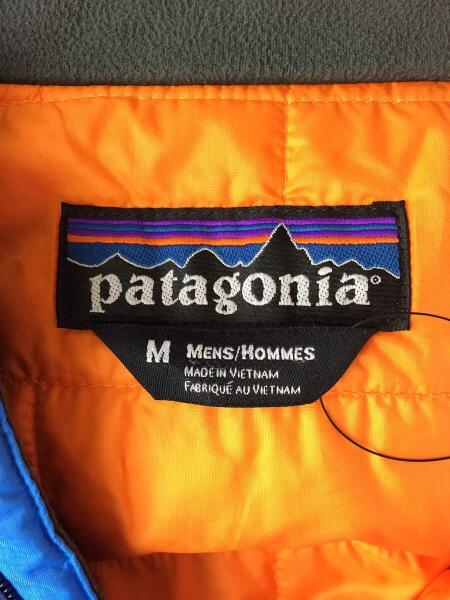 patagonia®
M MENS/HOMMES
MADE IN VIETNAM
FABRIQUÉ AU VIETNAM